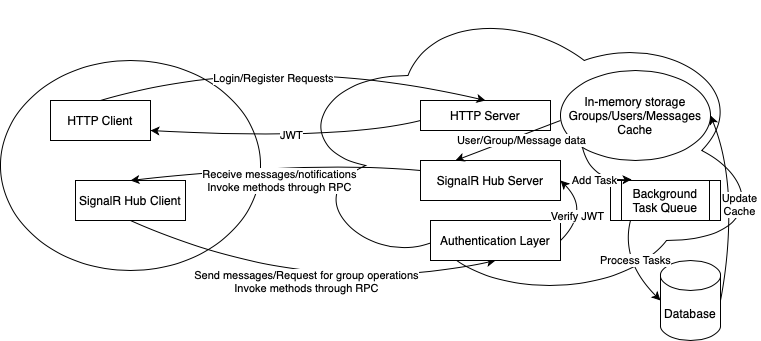 Login/Register Requests
HTTP Client
HTTP Server
In-memory storage
Groups/Users/Messages
Cache
JWT
User/Group/Message data
Receive messages/notifications
Invoke methods through RPC
SignalR Hub Client
SignalR Hub Server
Add Task
Background
Task Queue
Update
Cache
Verify JWT
Authentication Layer
Process Tasks
Send messages/Request for group operations
Invoke methods through RPC
Database